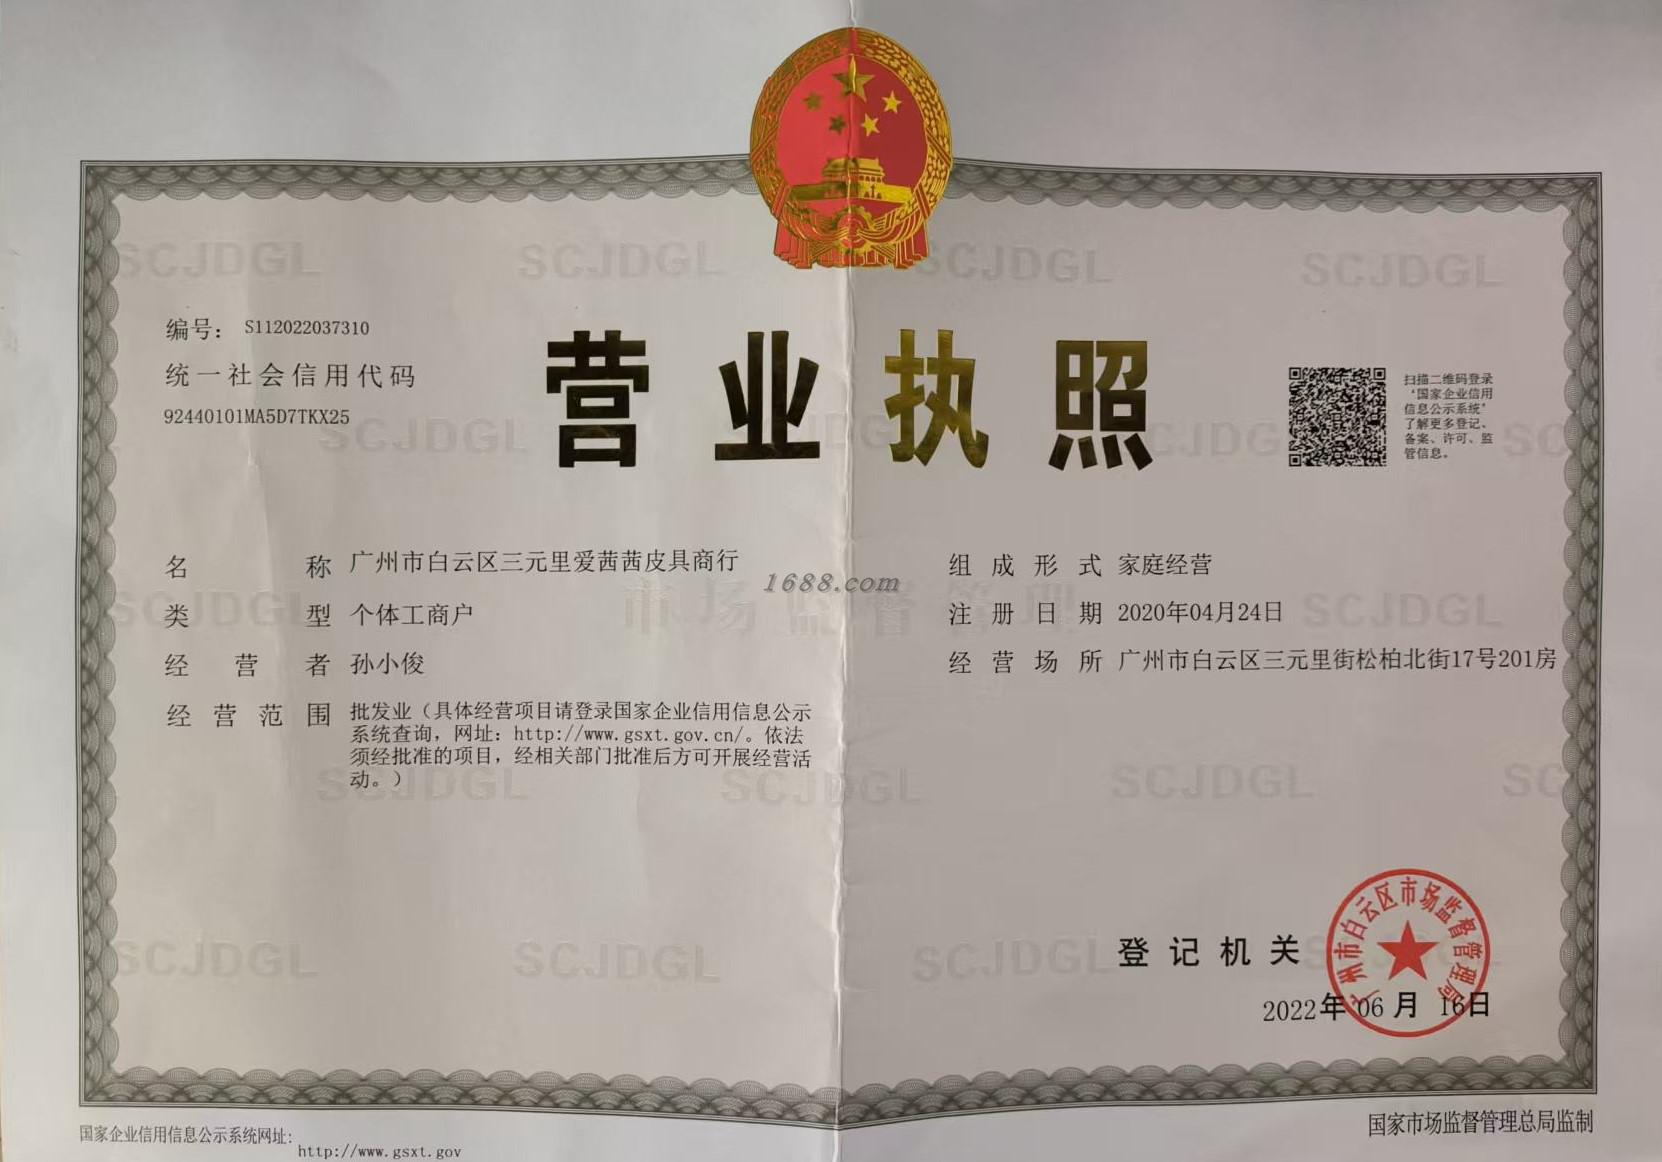 编号： S112022037310
统一社会信用代码
92440101MA5D7TKX25
营业执照
扫描二维码登录
“国家企业信用
信息公示系统”
了解更多登记、
备案、许可、监
管信息。
名称 广州市白云区三元里爱茜茜皮具商行
类型 个体工商户
经营者 孙小俊
经营范围 批发业（具体经营项目请登录国家企业信用信息公示
系统查询，网址：http://www.gsxt.gov.cn/。依法
须经批准的项目，经相关部门批准后方可开展经营活
动。）
1688.com
组成形式 家庭经营
注册日期 2020年04月24日
经营场所 广州市白云区三元里街松柏北街17号201房
市场监督管理
SCJDGL
登记机关
广州市白云区市场监督管理局
2022年06月16日
国家企业信用信息公示系统网址：
http://www.gsxt.gov
国家市场监督管理总局监制